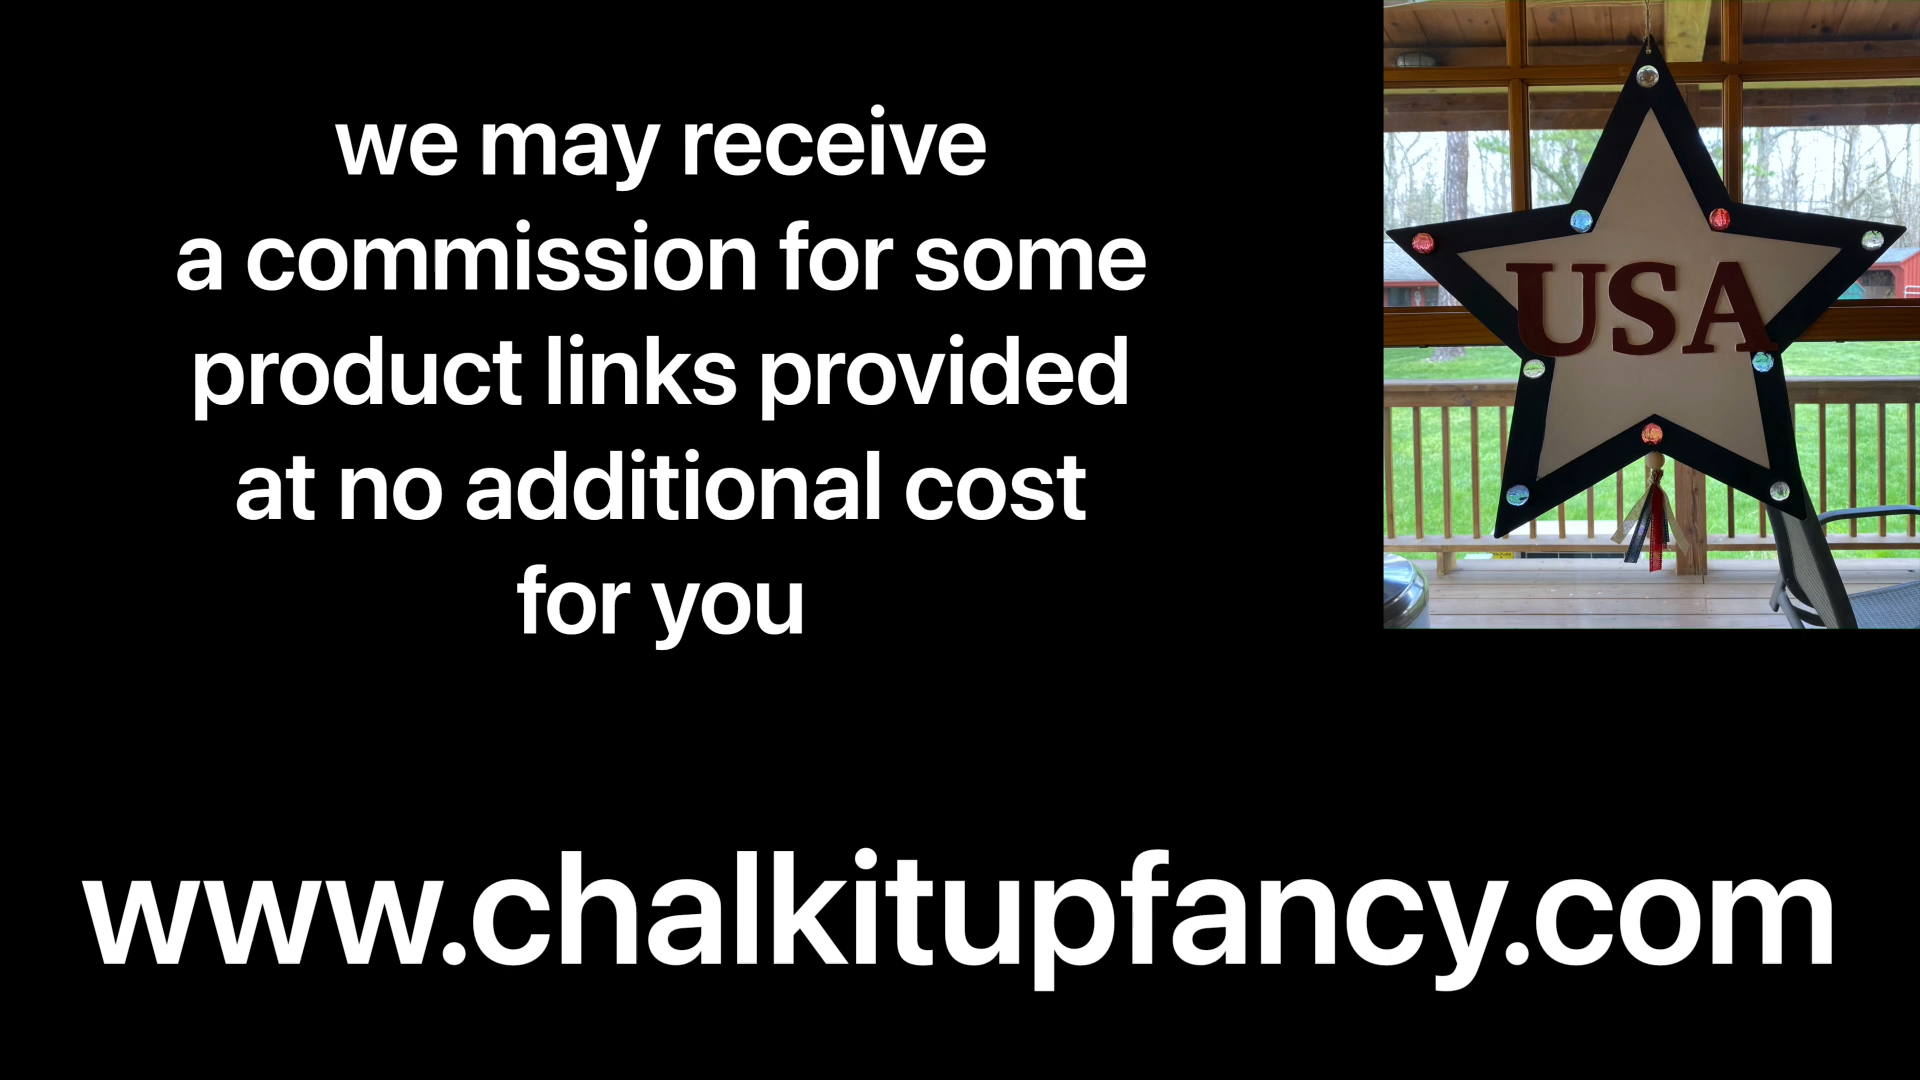 we may receive
a commission for some
product links provided
at no additional cost
for you
USA
www.chalkitupfancy.com